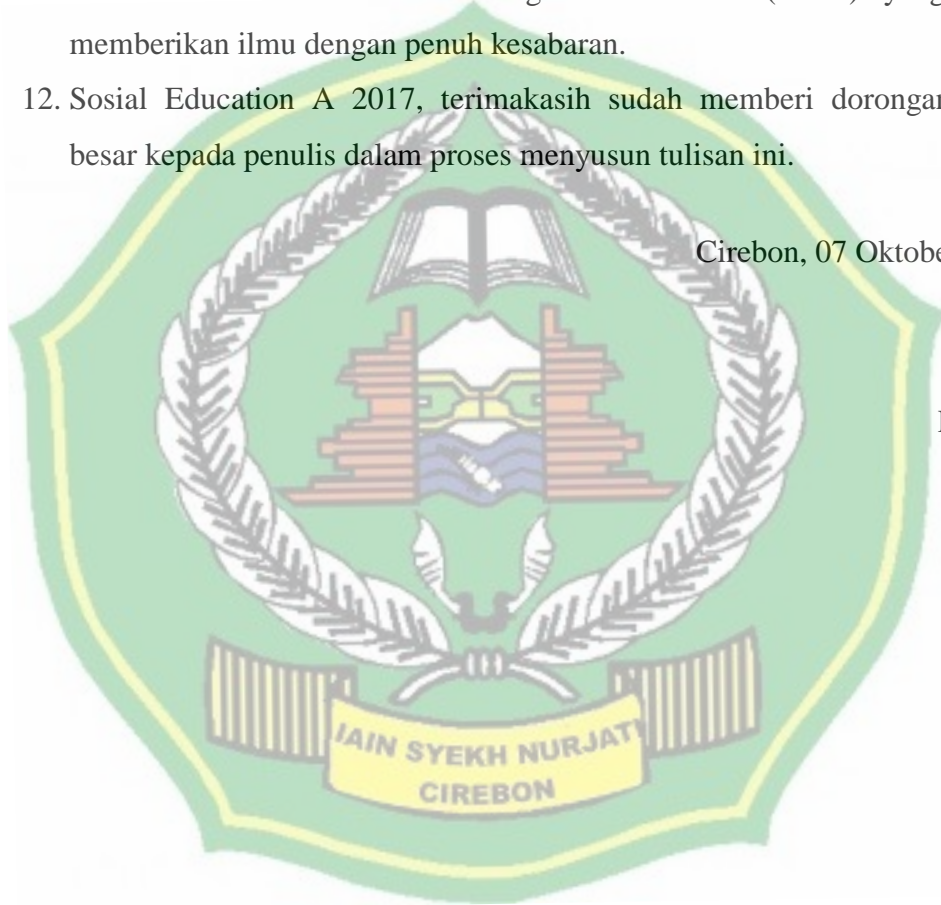 memberikan ilmu dengan penuh kesabaran.
12. Sosial Education A 2017, terimakasih sudah memberi dorongan
besar kepada penulis dalam proses menyusun tulisan ini.
Cirebon, 07 Oktobe
IAIN SYEKH NURJATI
CIREBON